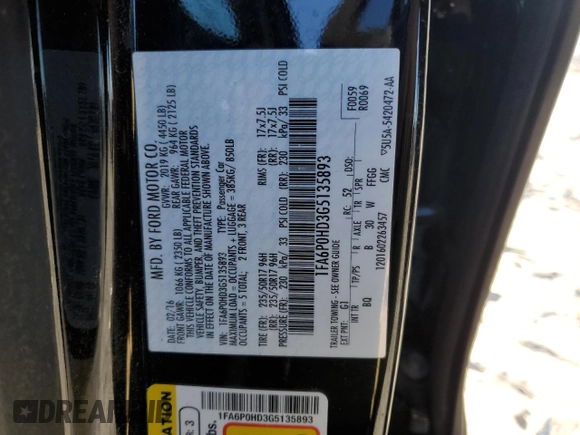 MFD. BY FORD MOTOR CO.
DATE: 02/16 GVWR: 2019 KG ( 4450 LB)
FRONT GAWR: 1066 KG ( 2350 LB) REAR GAWR: 964 KG ( 2125 LB)
THIS VEHICLE CONFORMS TO ALL APPLICABLE FEDERAL MOTOR
VEHICLE SAFETY, BUMPER, AND THEFT PREVENTION STANDARDS
IN EFFECT ON THE DATE OF MANUFACTURE SHOWN ABOVE.
VIN: 1FA6P0HD3G5135893 TYPE: Passenger Car
MAXIMUM LOAD = OCCUPANTS + LUGGAGE = 385KG/ 850LB
OCCUPANTS = 5 TOTAL: 2 FRONT, 3 REAR
TIRE (FR): 235/50R17 96H RIMS (FR): 17x7.5J
(RR): 235/50R17 96H (RR): 17x7.5J
PRESSURE (FR): 230 kPa/ 33 PSI COLD
(RR): 230 kPa/ 33 PSI COLD
1FA6P0HD3G5135893
F0059
R0069
TRAILER TOWING - SEE OWNER GUIDE
EXT PNT: G1 RC: 52 DSO:
INT TR TP/PS R AXLE TR SPR
BQ B 30 W FFGG
1201602263457 CMC
5U5A-5420472-AA
1FA6P0HD3G5135893
R: 3
lbs.
FaxVIN.com